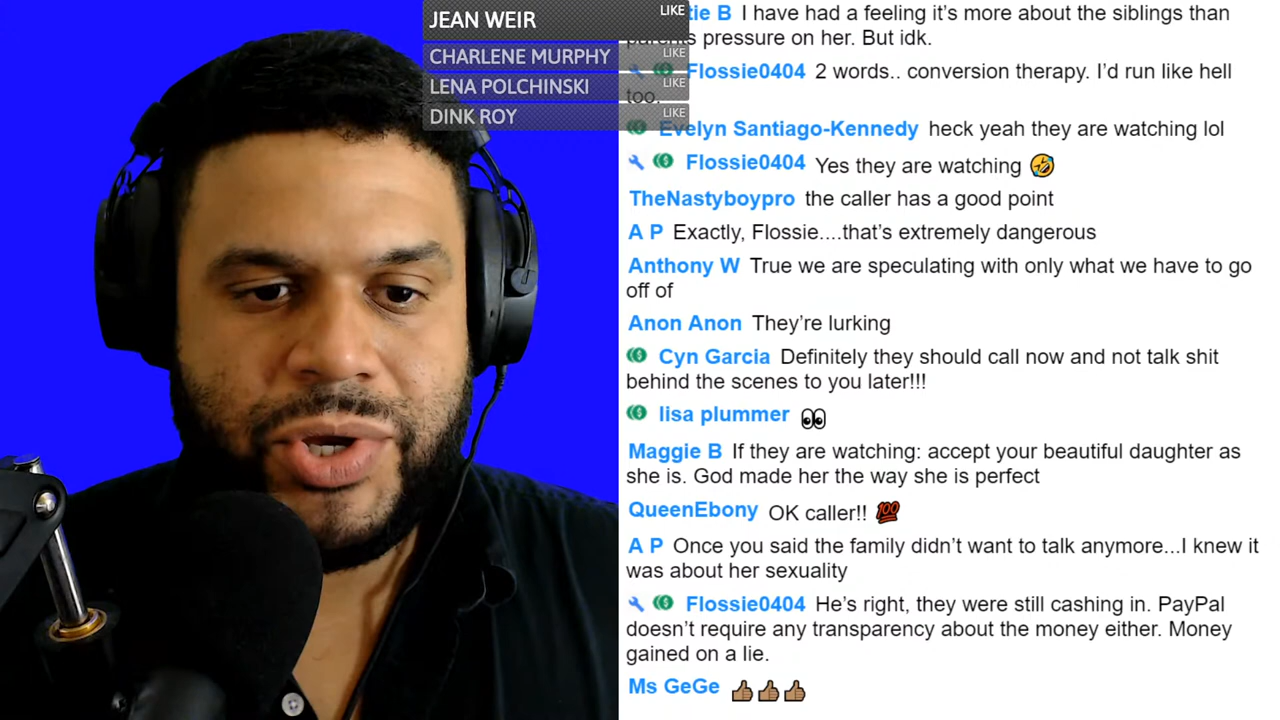 JEAN WEIR LIKE
CHARLENE MURPHY LIKE
LENA POLCHINSKI LIKE
DINK ROY LIKE
tie B I have had a feeling it’s more about the siblings than
parents pressure on her. But idk.
Flossie0404 2 words.. conversion therapy. I’d run like hell
too.
Evelyn Santiago-Kennedy heck yeah they are watching lol
Flossie0404 Yes they are watching 🤣
TheNastyboypro the caller has a good point
A P Exactly, Flossie....that’s extremely dangerous
Anthony W True we are speculating with only what we have to go
off of
Anon Anon They’re lurking
Cyn Garcia Definitely they should call now and not talk shit
behind the scenes to you later!!!
lisa plummer 👀
Maggie B If they are watching: accept your beautiful daughter as
she is. God made her the way she is perfect
QueenEbony OK caller!! 💯
A P Once you said the family didn’t want to talk anymore...I knew it
was about her sexuality
Flossie0404 He’s right, they were still cashing in. PayPal
doesn’t require any transparency about the money either. Money
gained on a lie.
Ms GeGe 👍🏽👍🏽👍🏽